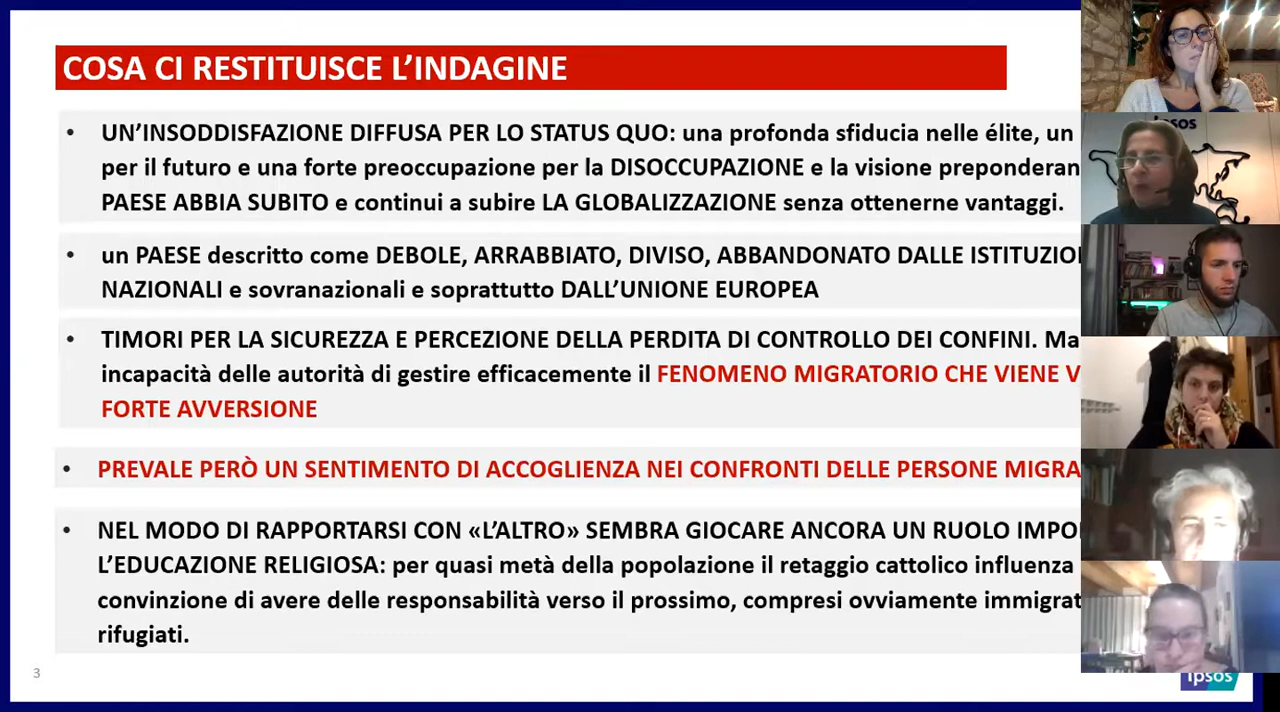 COSA CI RESTITUISCE L'INDAGINE
• UN'INSODDISFAZIONE DIFFUSA PER LO STATUS QUO: una profonda sfiducia nelle élite, un
per il futuro e una forte preoccupazione per la DISOCCUPAZIONE e la visione
PAESE ABBIA SUBITO e continui a subire LA GLOBALIZZAZIONE senza ottenerne vantaggi.
• un PAESE descritto come DEBOLE, ARRABBIATO, DIVISO, ABBANDONATO DALLE
NAZIONALI e sovranazionali e soprattutto DALL'UNIONE EUROPEA
• TIMORI PER LA SICUREZZA E PERCEZIONE DELLA PERDITA DI CONTROLLO DEI CONFINI. Ma
incapacità delle autorità di gestire efficacemente il FENOMENO MIGRATORIO CHE VIENE
FORTE AVVERSIONE
• PREVALE PERÒ UN SENTIMENTO DI ACCOGLIENZA NEI CONFRONTI DELLE PERSONE
• NEL MODO DI RAPPORTARSI CON «L'ALTRO» SEMBRA GIOCARE ANCORA UN RUOLO
L'EDUCAZIONE RELIGIOSA: per quasi metà della popolazione il retaggio cattolico influenza
convinzione di avere delle responsabilità verso il prossimo, compresi ovviamente
rifugiati.
3
Ipsos